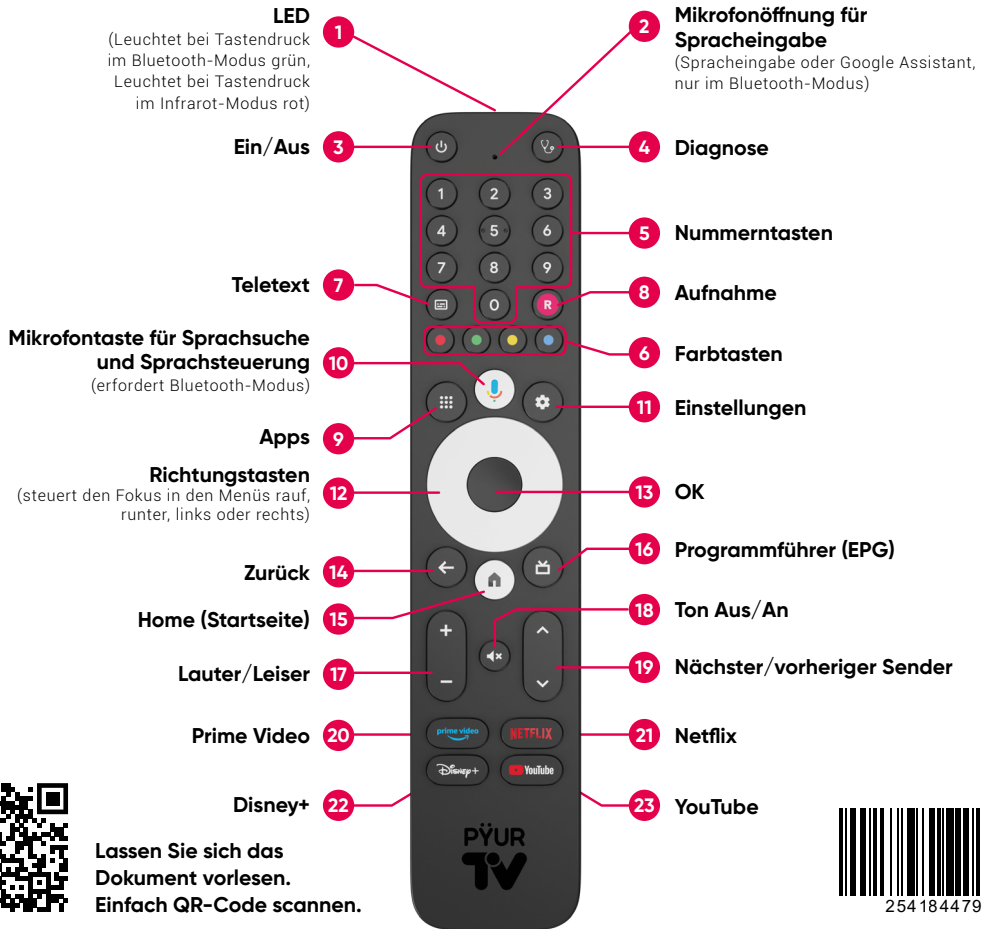 LED
(Leuchtet bei Tastendruck
im Bluetooth-Modus grün,
Leuchtet bei Tastendruck
im Infrarot-Modus rot)
1
2
Mikrofonöffnung für
Spracheingabe
(Spracheingabe oder Google Assistant,
nur im Bluetooth-Modus)
Ein/Aus 3
4 Diagnose
1 2 3
4 5 6
7 8 9
0 R
5 Nummerntasten
Teletext 7
8 Aufnahme
6 Farbtasten
Mikrofontaste für Sprachsuche
und Sprachsteuerung
(erfordert Bluetooth-Modus)
10
11 Einstellungen
Apps 9
Richtungstasten
(steuert den Fokus in den Menüs rauf,
runter, links oder rechts)
12
13 OK
16 Programmführer (EPG)
Zurück 14
Home (Startseite) 15
18 Ton Aus/An
+
−
Lauter/Leiser 17
19 Nächster/vorheriger Sender
Prime Video 20
prime video NETFLIX
21 Netflix
Disney+ YouTube
Disney+ 22
23 YouTube
PŸUR
TV
Lassen Sie sich das
Dokument vorlesen.
Einfach QR-Code scannen.
254184479